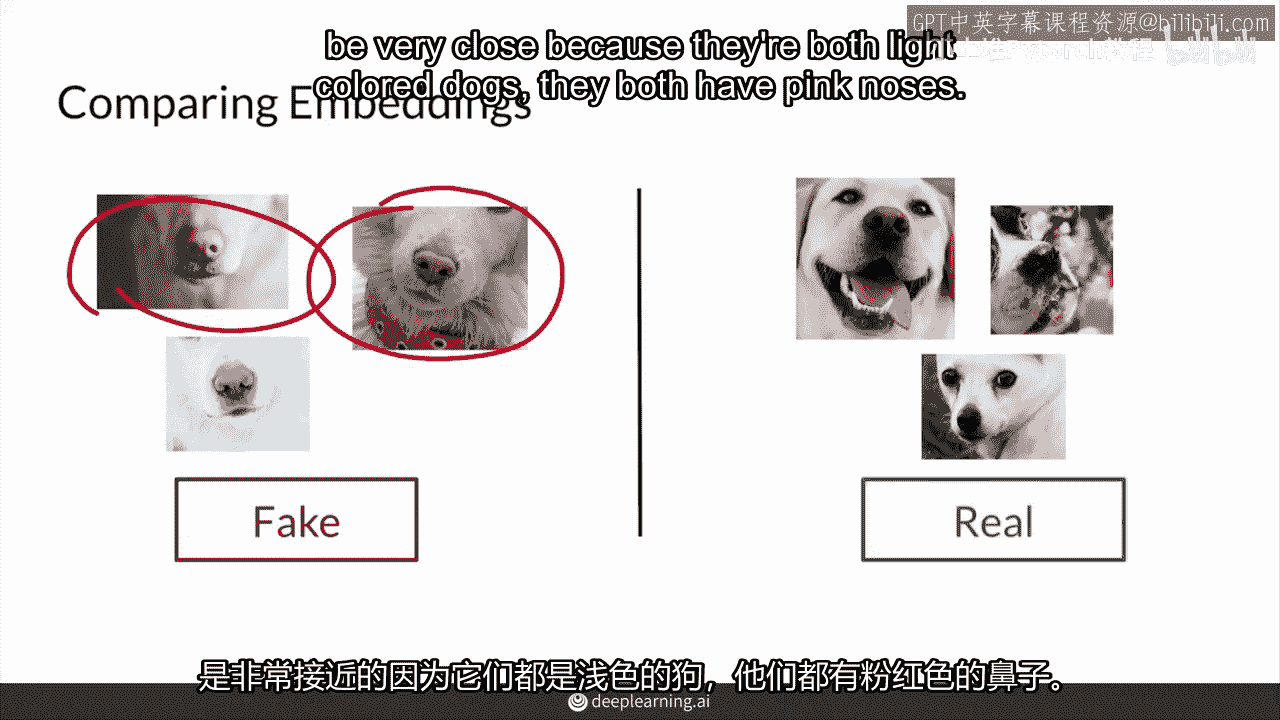 GPT中英字幕课程资源@bilibili.com
be very close because they're both light
colored dogs, they both have pink noses.
Comparing Embeddings
Fake
Real
是非常接近的因为它们都是浅色的狗，他们都有粉红色的鼻子。
deeplearning.ai